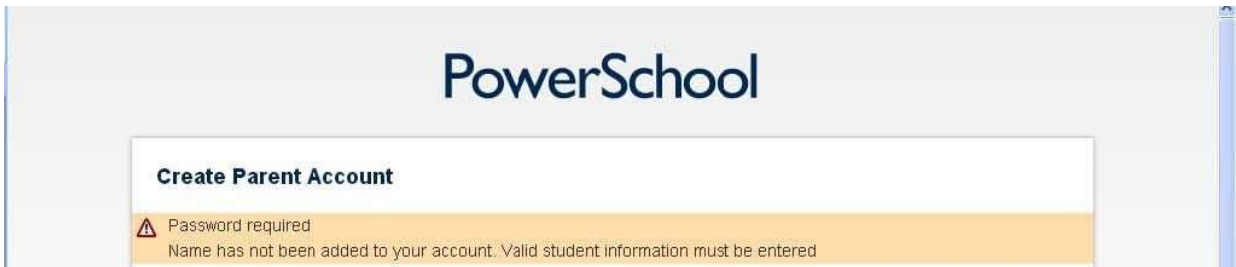 PowerSchool
Create Parent Account
Password required
Name has not been added to your account. Valid student information must be entered